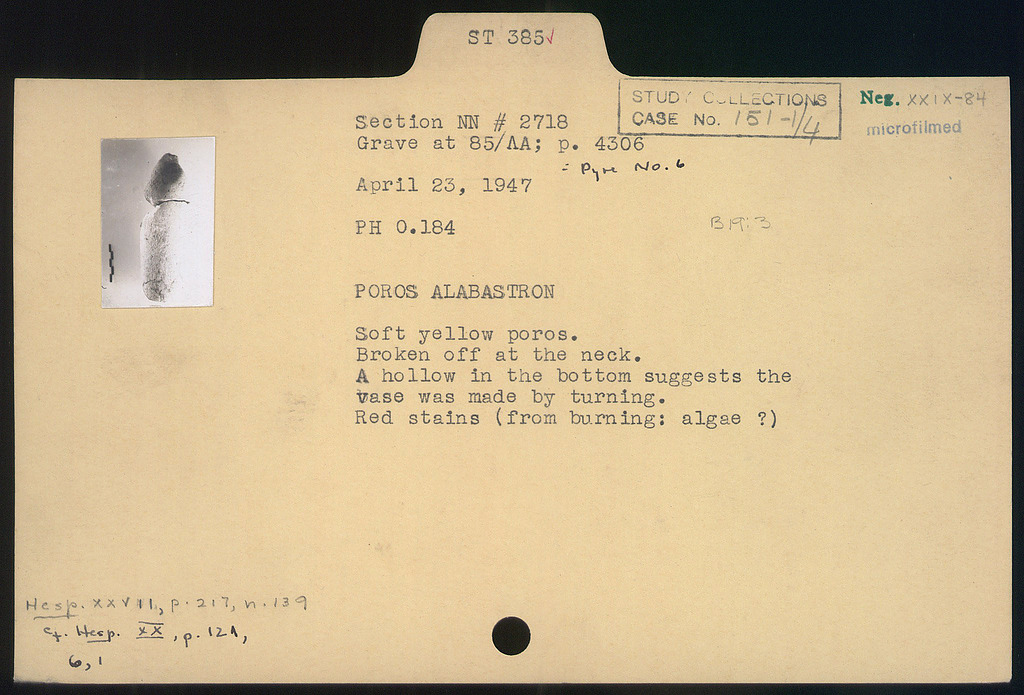 ST 385✓
STUDY COLLECTIONS
CASE No. 151-1/4
Neg. XXIX-84
microfilmed
Section NN # 2718
Grave at 85/ΛA; p. 4306
= Pyre No. 6
April 23, 1947
PH 0.184
B19:3
POROS ALABASTRON
Soft yellow poros.
Broken off at the neck.
A hollow in the bottom suggests the
vase was made by turning.
Red stains (from burning: algae ?)
Hesp. XXVII, p. 217, n. 139
cf. Hesp. XX, p. 121,
6, 1